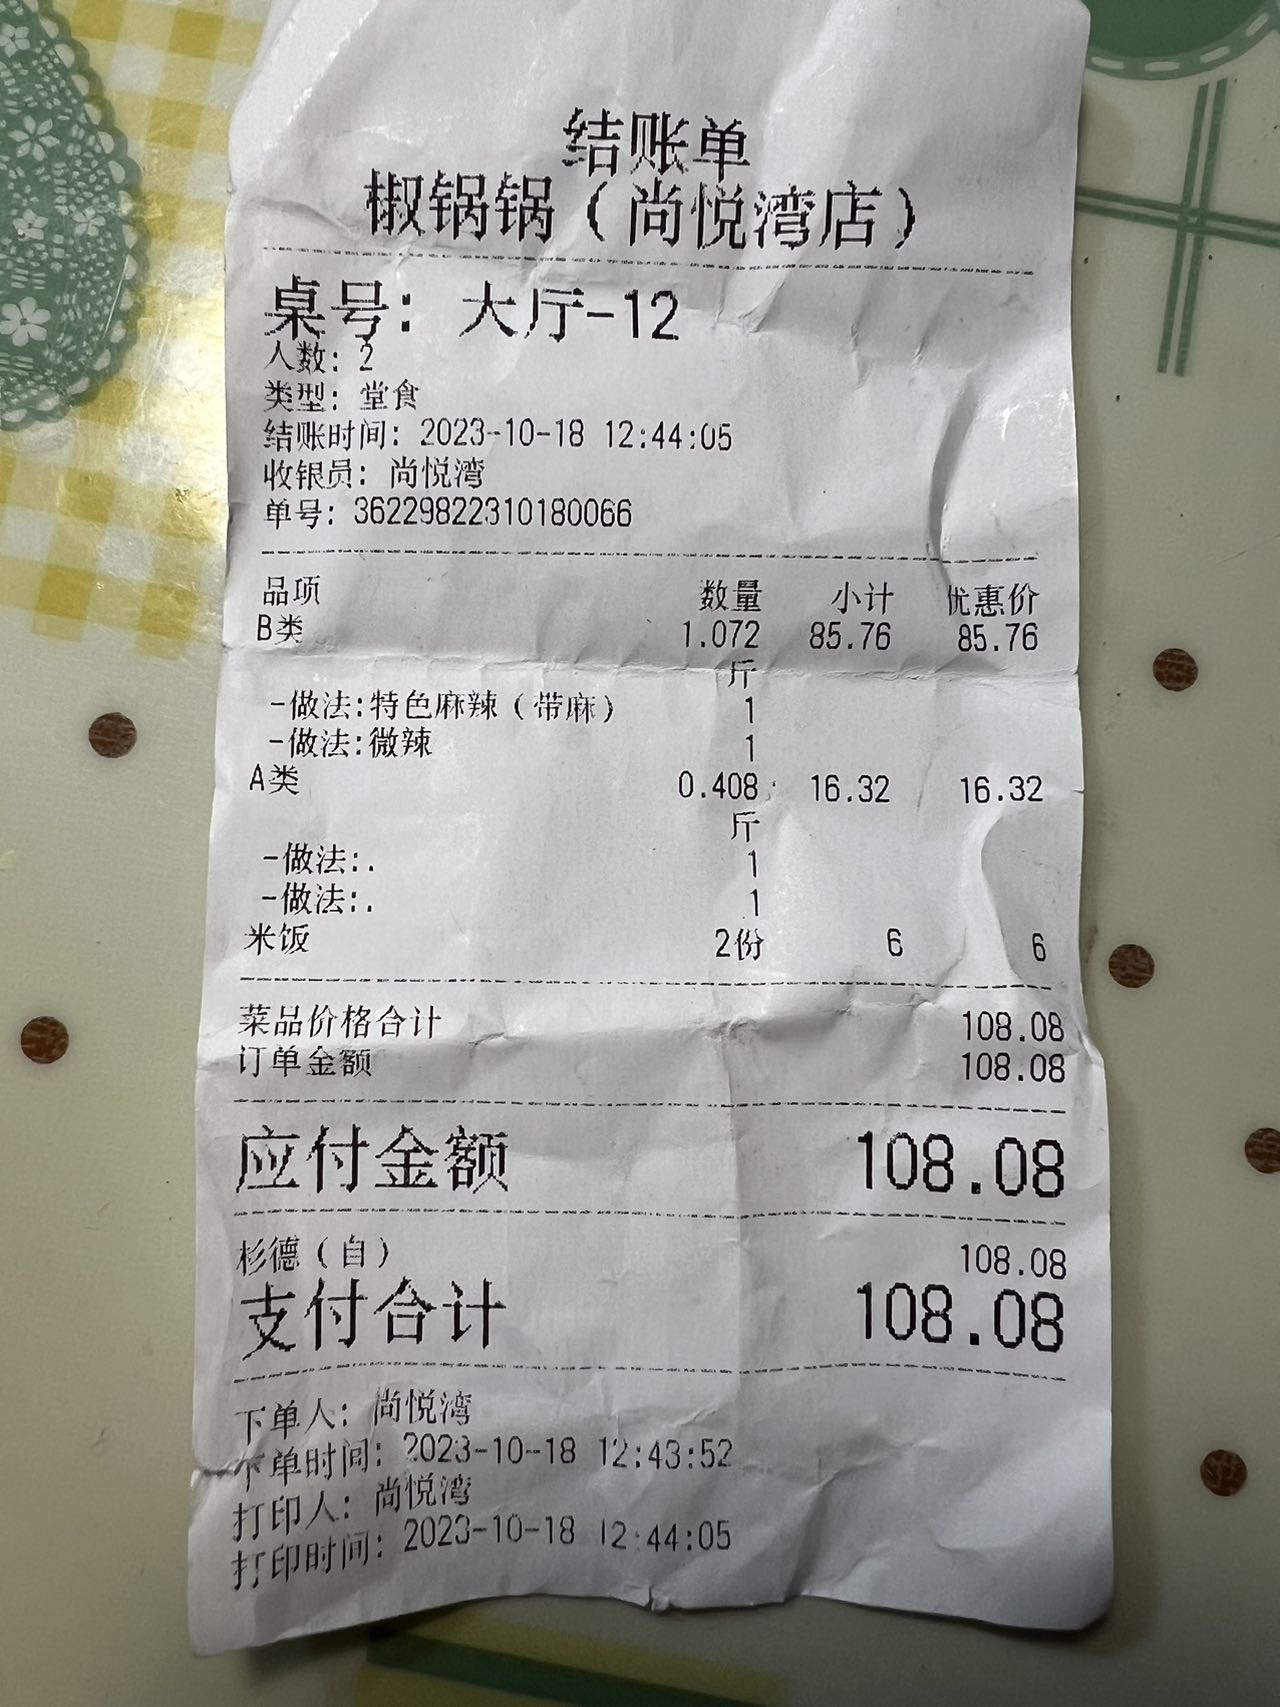 结账单
椒锅锅（尚悦湾店）
桌号: 大厅-12
人数: 2
类型: 堂食
结账时间: 2023-10-18 12:44:05
收银员: 尚悦湾
单号: 36229822310180066
品项 数量 小计 优惠价
B类 1.072 85.76 85.76
斤
-做法:特色麻辣（带麻） 1
-做法:微辣 1
A类 0.408 16.32 16.32
斤
-做法:. 1
-做法:. 1
米饭 2份 6 6
菜品价格合计 108.08
订单金额 108.08
应付金额 108.08
杉德（自） 108.08
支付合计 108.08
下单人: 尚悦湾
下单时间: 2023-10-18 12:43:52
打印人: 尚悦湾
打印时间: 2023-10-18 12:44:05